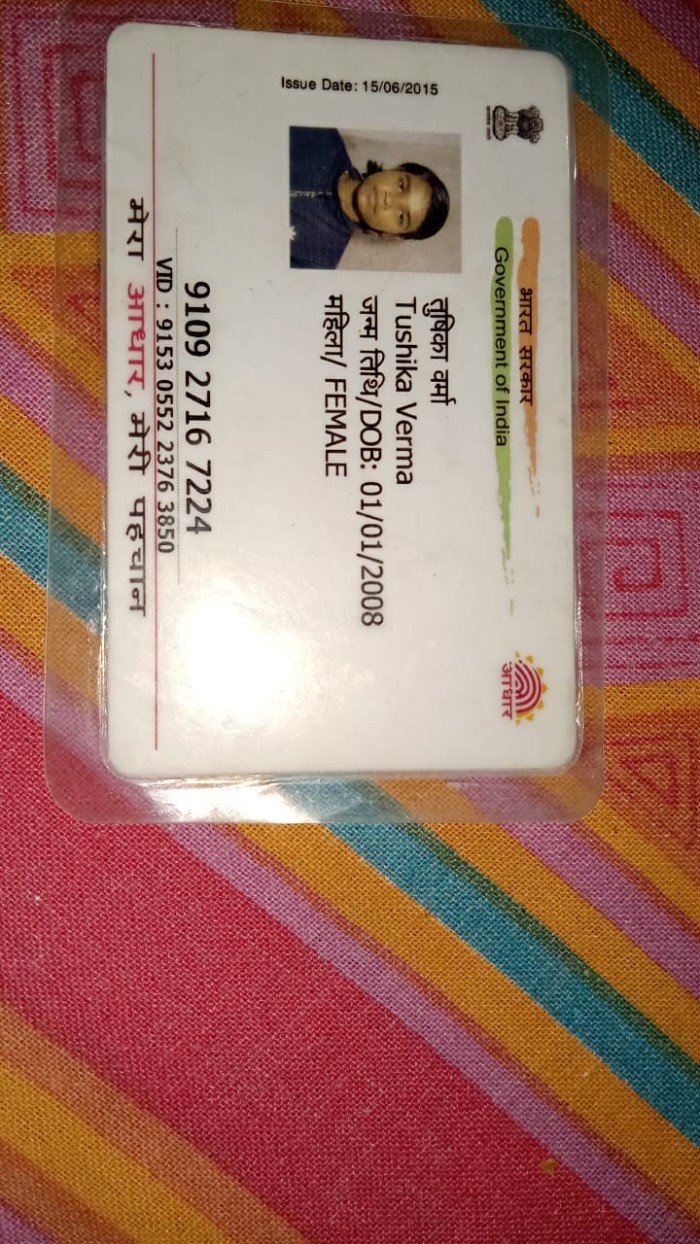 भारत सरकार
Government of India
Issue Date: 15/06/2015
तुषिका वर्मा
Tushika Verma
जन्म तिथि/DOB: 01/01/2008
महिला/ FEMALE
आधार
9109 2716 7224
VID : 9153 0552 2376 3850
मेरा आधार, मेरी पहचान